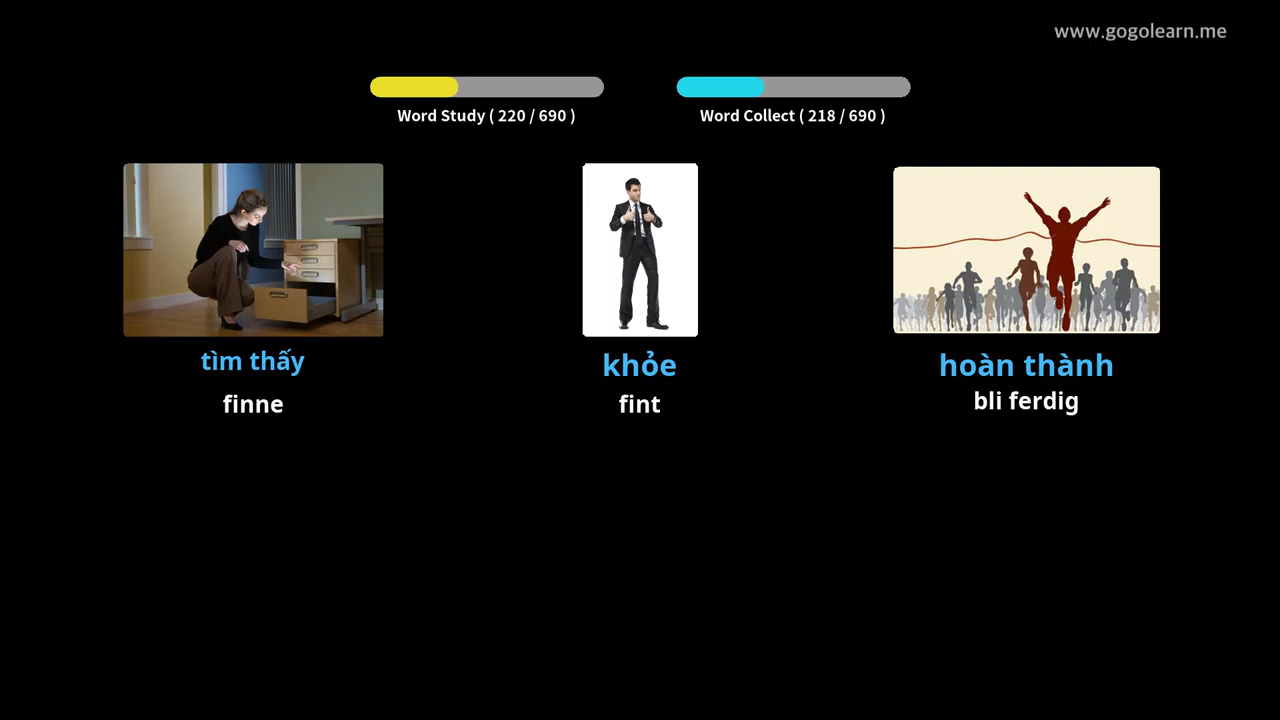 www.gogolearn.me
Word Study ( 220 / 690 )
Word Collect ( 218 / 690 )
tìm thấy
finne
khỏe
fint
hoàn thành
bli ferdig